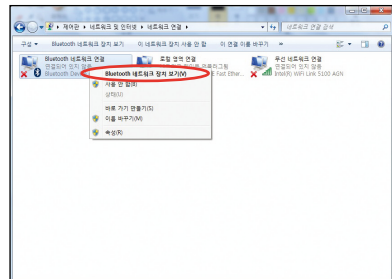 제어판 ▸ 네트워크 및 인터넷 ▸ 네트워크 연결 ▸
네트워크 연결 검색
구성 Bluetooth 네트워크 장치 보기 이 네트워크 장치 사용 안 함 이 연결 이름 바꾸기 »
Bluetooth 네트워크 연결
연결되어 있지 않음
Bluetooth Dev
로컬 영역 연결
E Fast Ether...
무선 네트워크 연결
연결되어 있지 않음
Intel(R) WiFi Link 5100 AGN
Bluetooth 네트워크 장치 보기(V)
사용 안 함(B)
상태(U)
바로 가기 만들기(S)
이름 바꾸기(M)
속성(R)